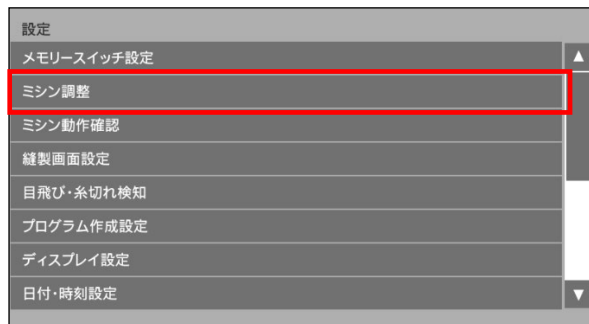 設定
メモリースイッチ設定
ミシン調整
ミシン動作確認
縫製画面設定
目飛び・糸切れ検知
プログラム作成設定
ディスプレイ設定
日付・時刻設定